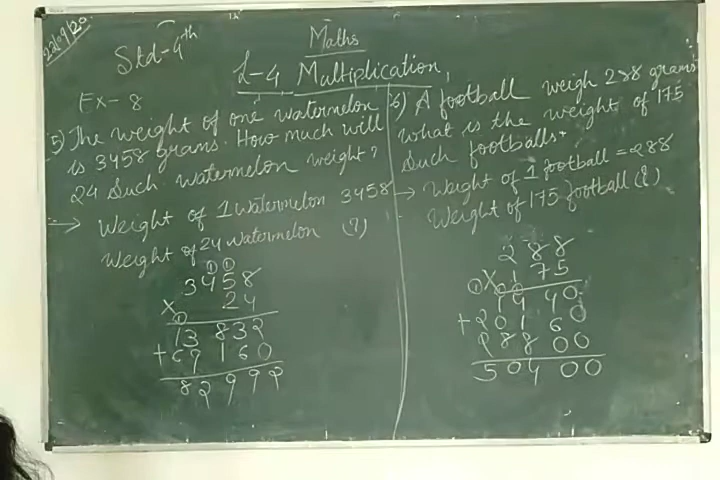 22/09/20
Std-4th
Maths
L-4 Multiplication
Ex-8
5) The weight of one watermelon
is 3458 grams. How much will
24 such watermelon weight?
→ Weight of 1 watermelon 3458
Weight of 24 watermelon (?)
3458
× 24
13832
+ 69160
82992
6) A football weigh 288 grams
what is the weight of 175
such footballs.
→ Weight of 1 football = 288
Weight of 175 football (?)
288
× 175
1440
+ 20160
28800
50400